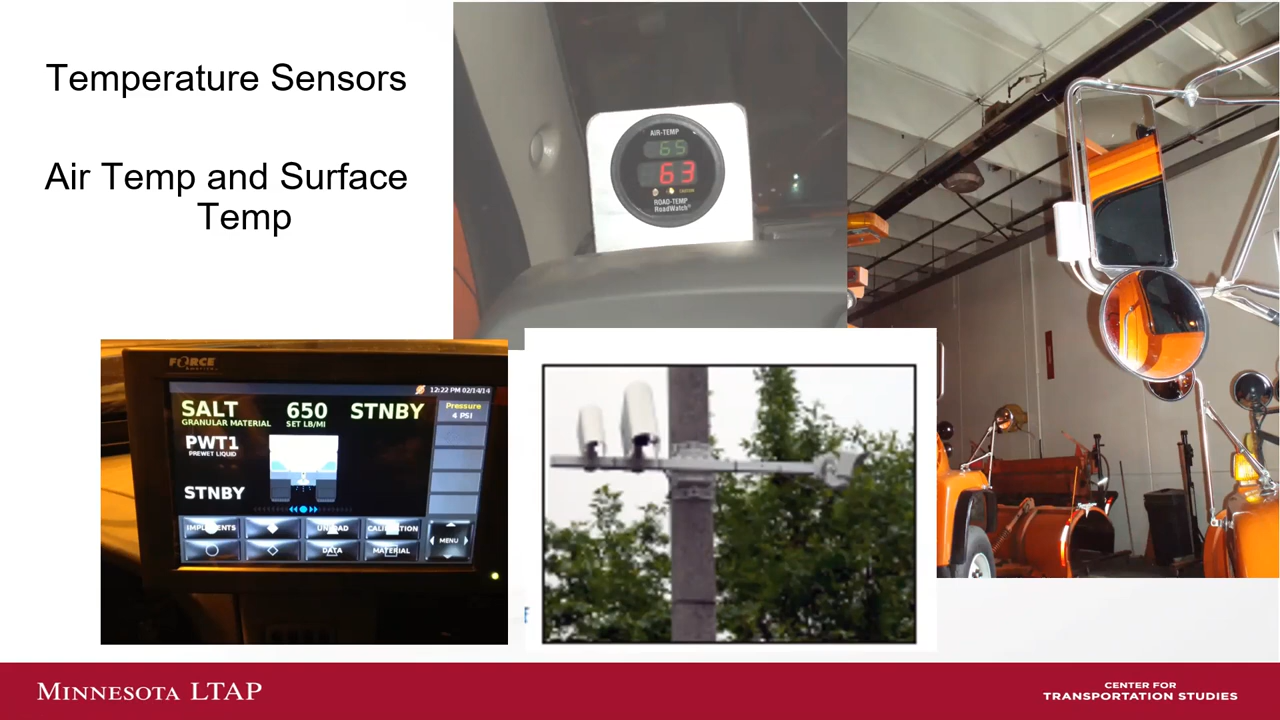 Temperature Sensors
Air Temp and Surface
Temp
AIR-TEMP
65
63
ROAD-TEMP
RoadWatch®
FORCE
America
12:22 PM 02/14/14
SALT 650 STNBY
GRANULAR MATERIAL SET LB/MI
Pressure
4 PSI
PWT1
PREWET LIQUID
STNBY
UNLOAD
DATA MATERIAL
MENU
MINNESOTA LTAP
CENTER FOR
TRANSPORTATION STUDIES